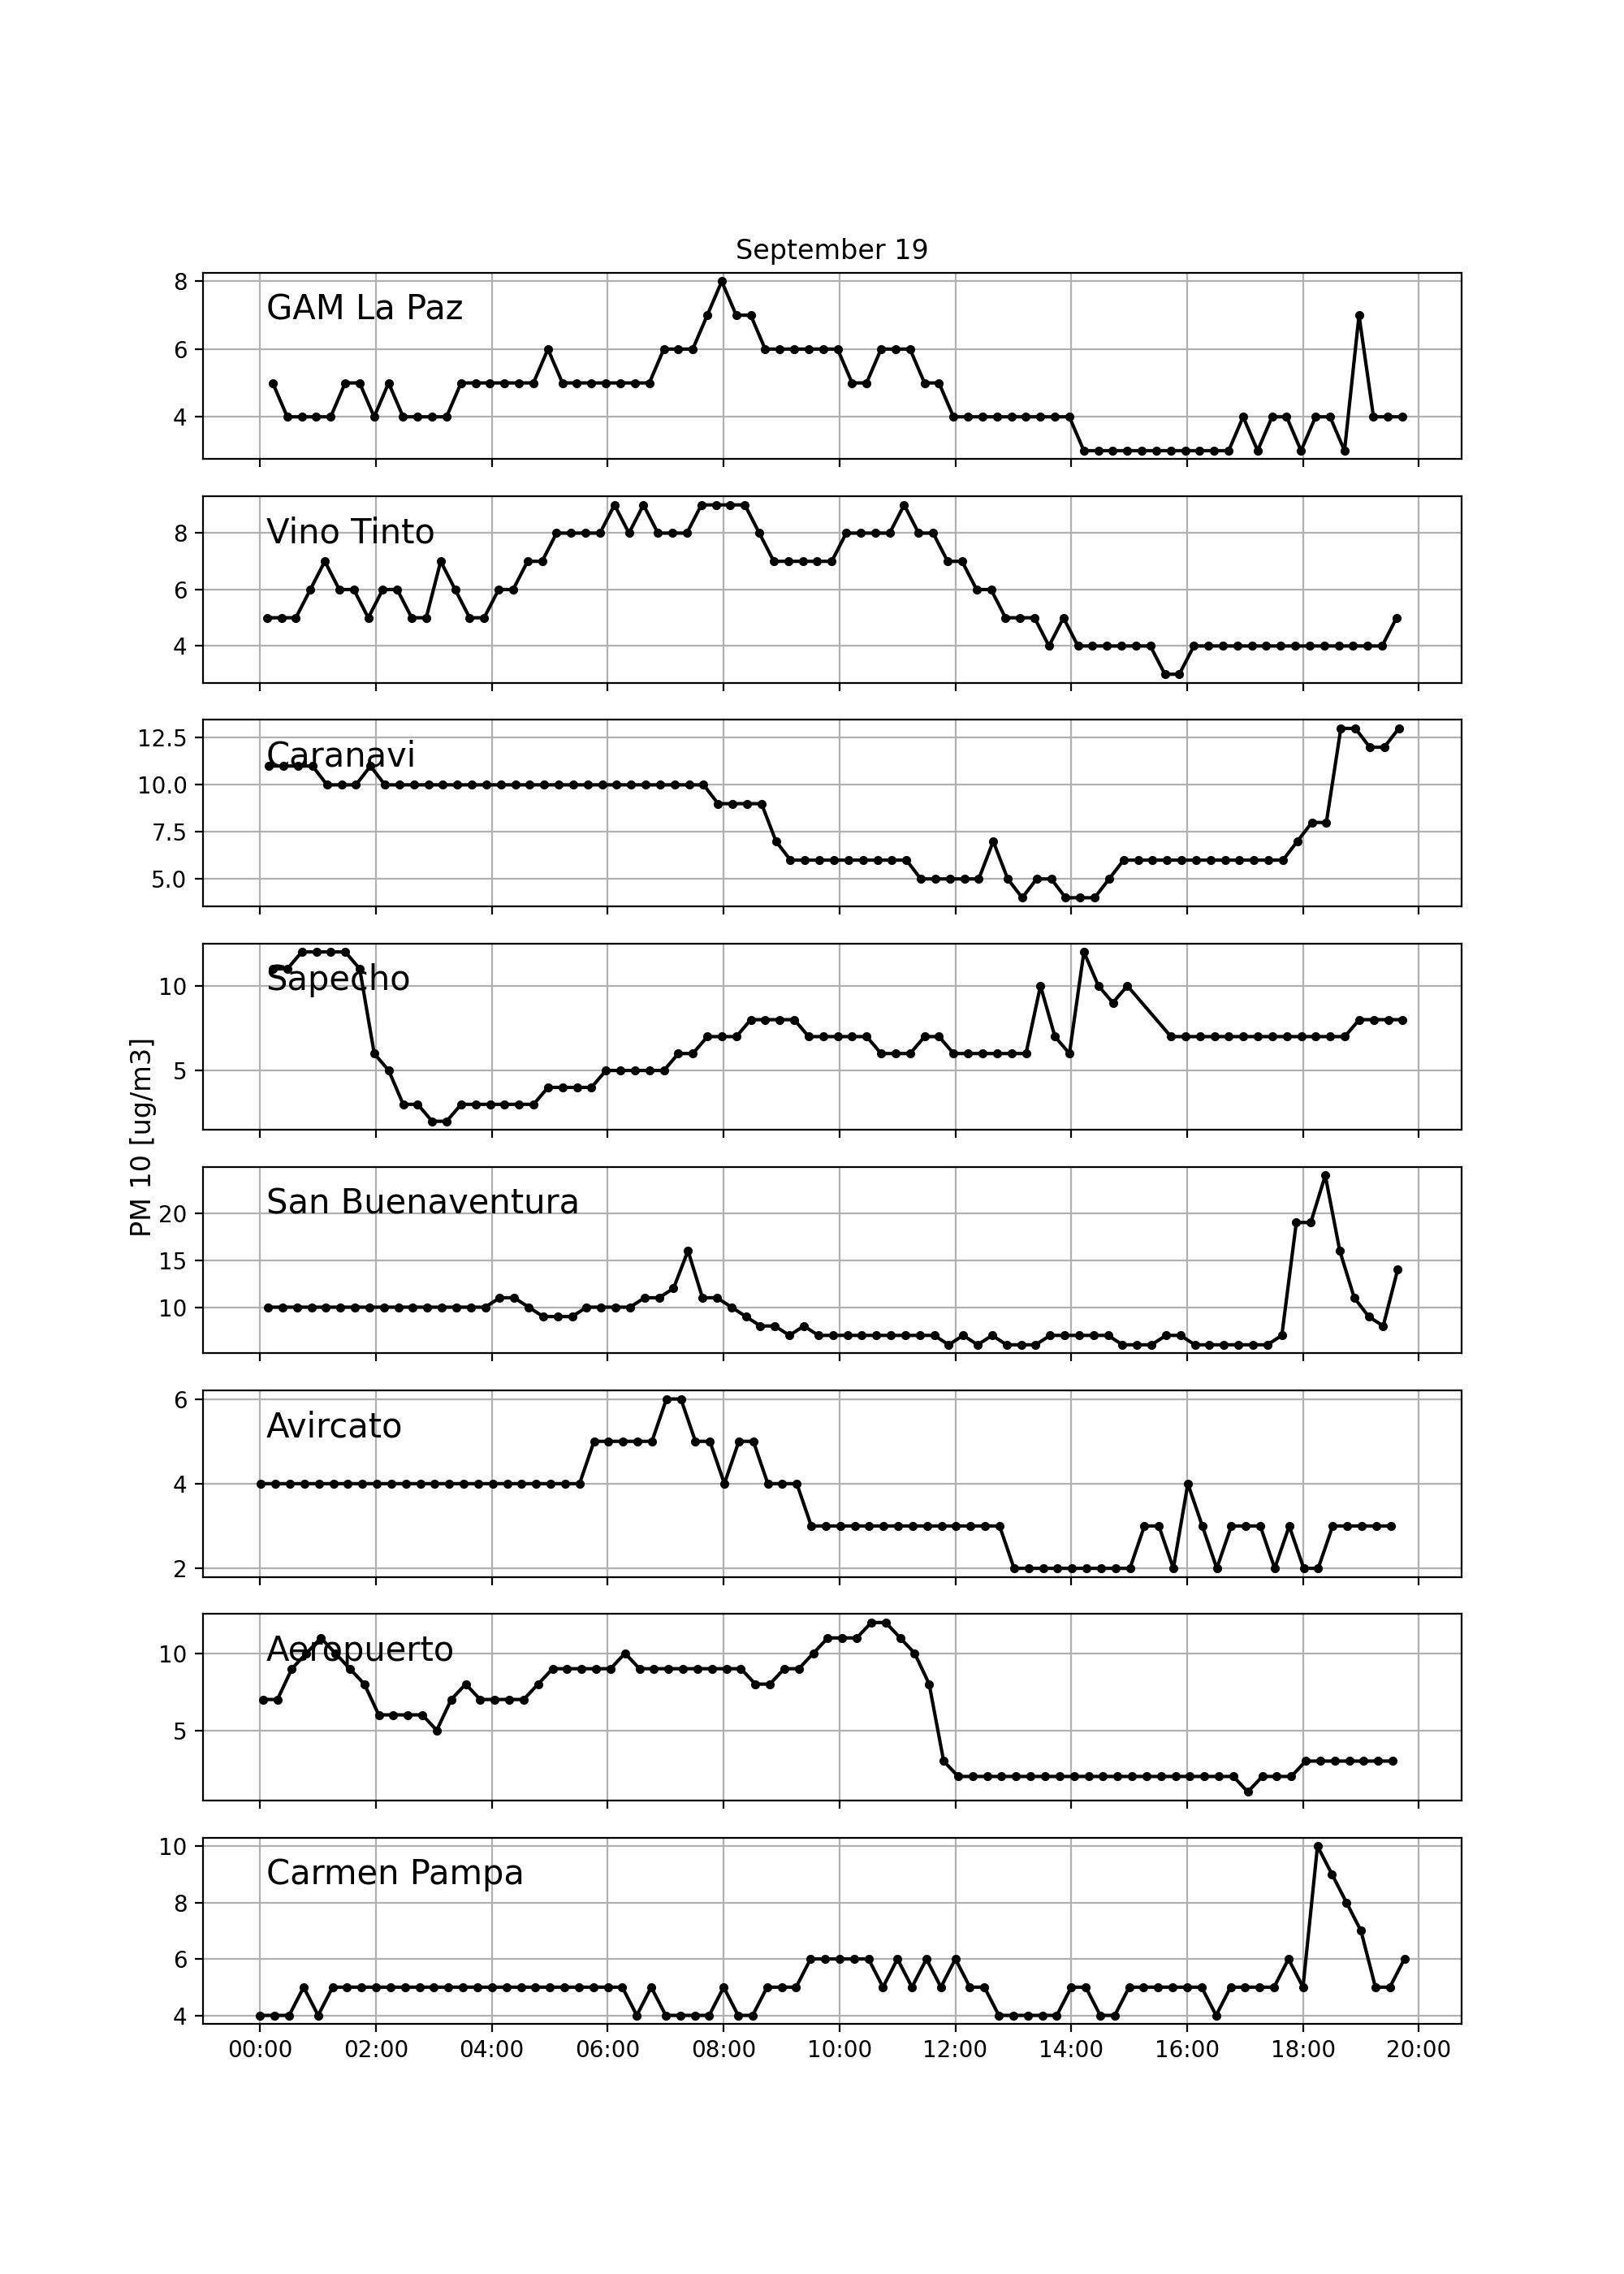 September 19
8
GAM La Paz
6
4
Vino Tinto
8
6
4
12.5
Caranavi
10.0
7.5
5.0
Sapecho
10
5
PM 10 [ug/m3]
San Buenaventura
20
15
10
6
Avircato
4
2
Aeropuerto
10
5
10
Carmen Pampa
8
6
4
00:00 02:00 04:00 06:00 08:00 10:00 12:00 14:00 16:00 18:00 20:00